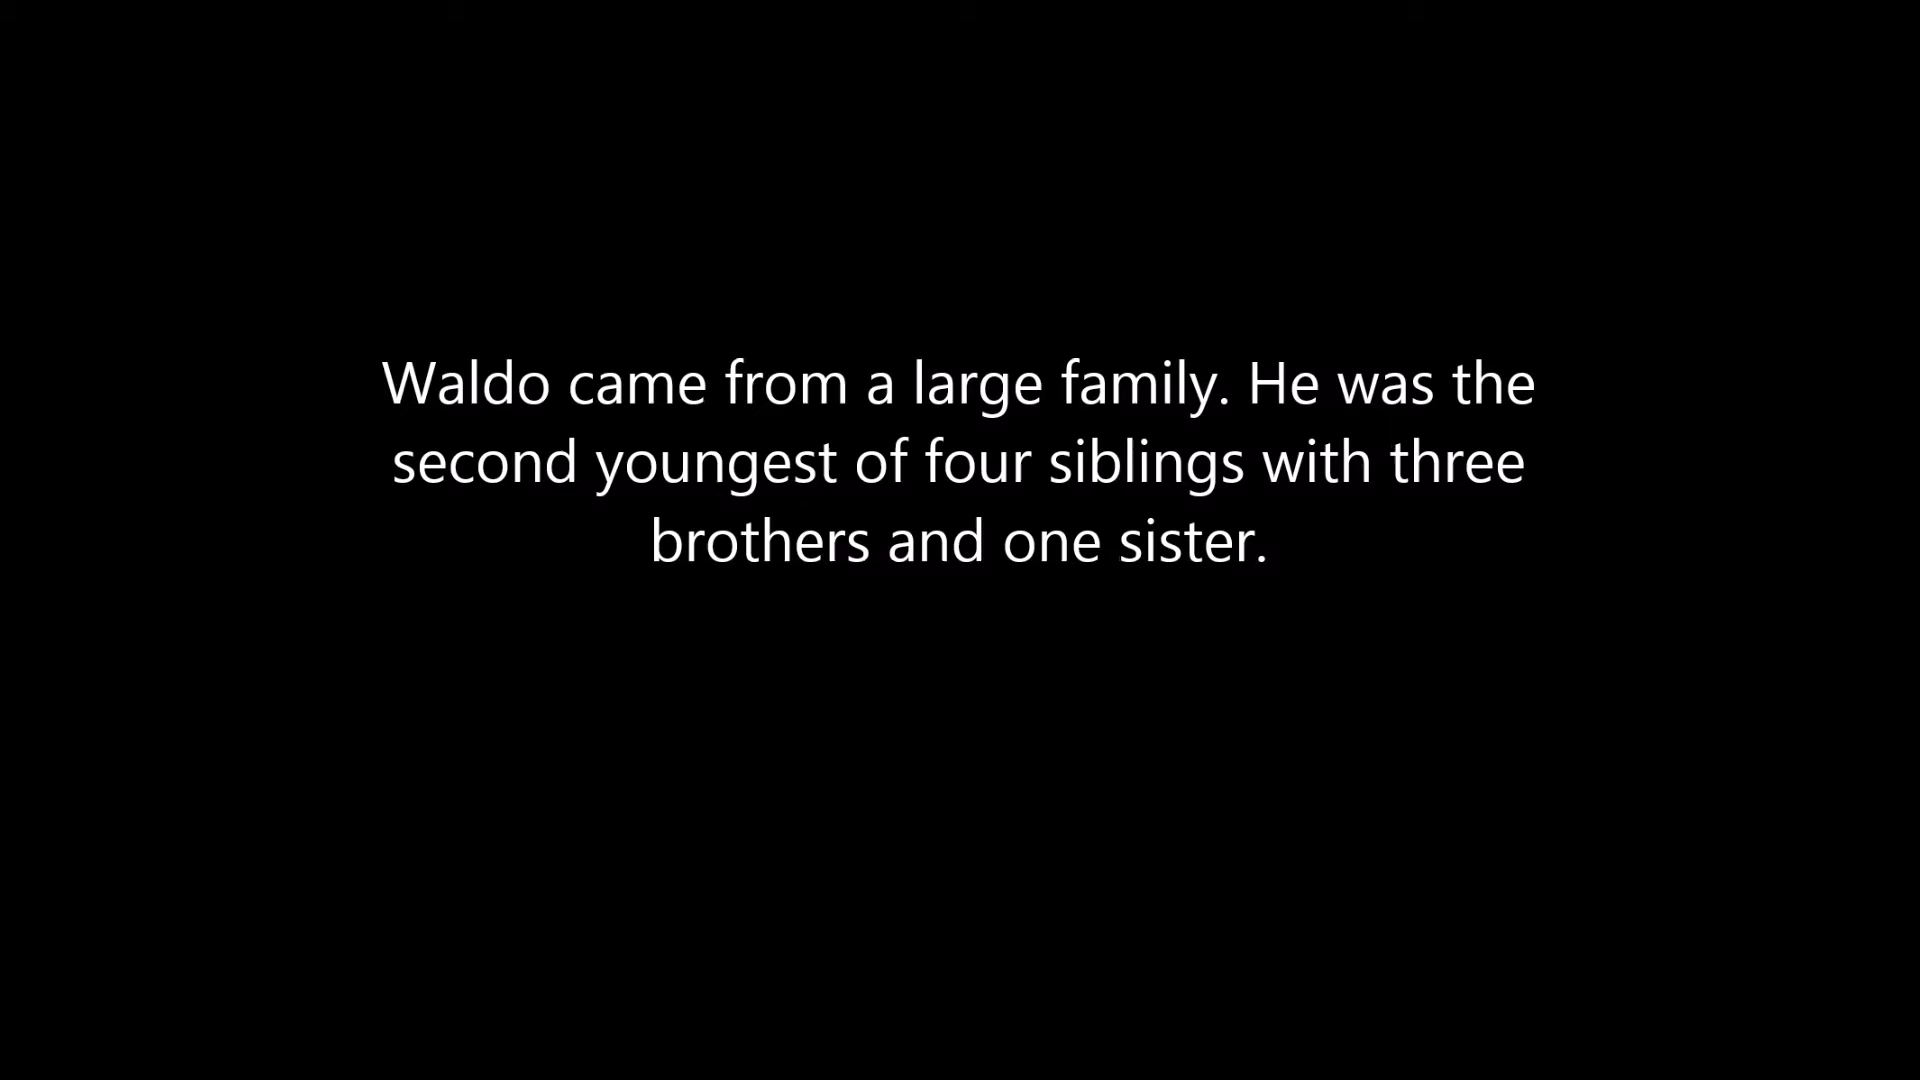 Waldo came from a large family. He was the
second youngest of four siblings with three
brothers and one sister.